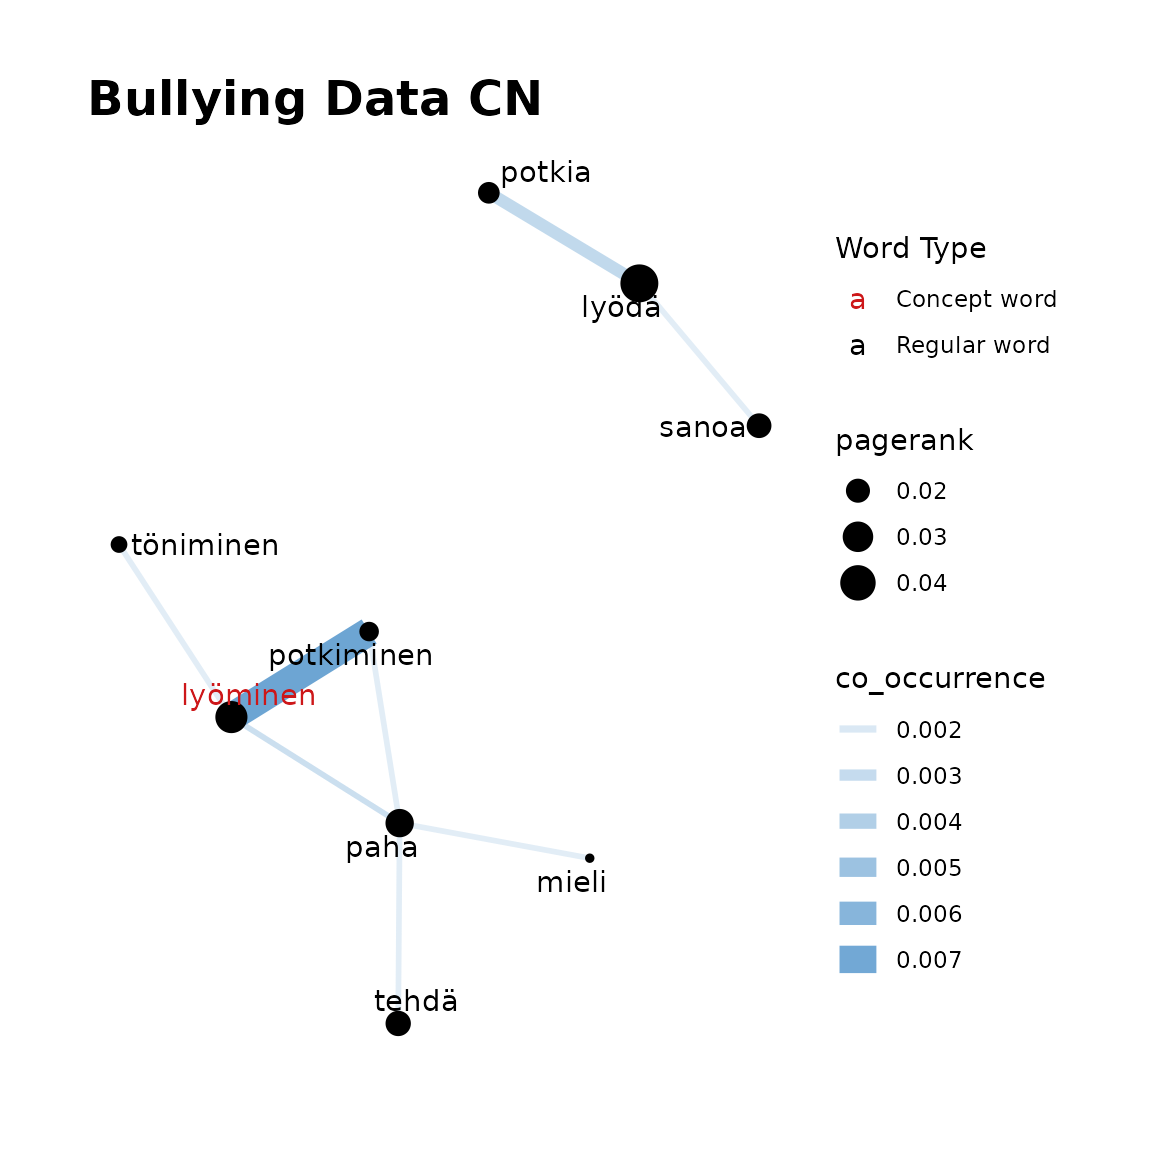 Bullying Data CN
potkia
lyödä
sanoa
töniminen
potkiminen
lyöminen
paha
mieli
tehdä
Word Type
a Concept word
a Regular word
pagerank
0.02
0.03
0.04
co_occurrence
0.002
0.003
0.004
0.005
0.006
0.007